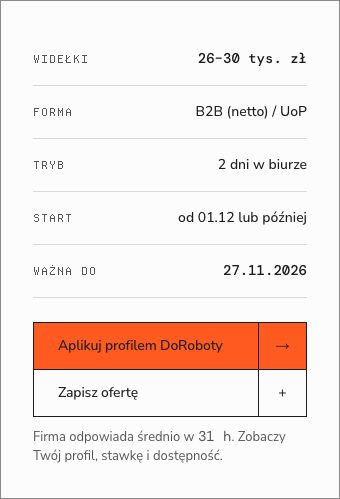 WIDEŁKI 26–30 tys. zł
FORMA B2B (netto) / UoP
TRYB 2 dni w biurze
START od 01.12 lub później
WAŻNA DO 27.11.2026
Aplikuj profilem DoRoboty →
Zapisz ofertę +
Firma odpowiada średnio w 31 h. Zobaczy
Twój profil, stawkę i dostępność.